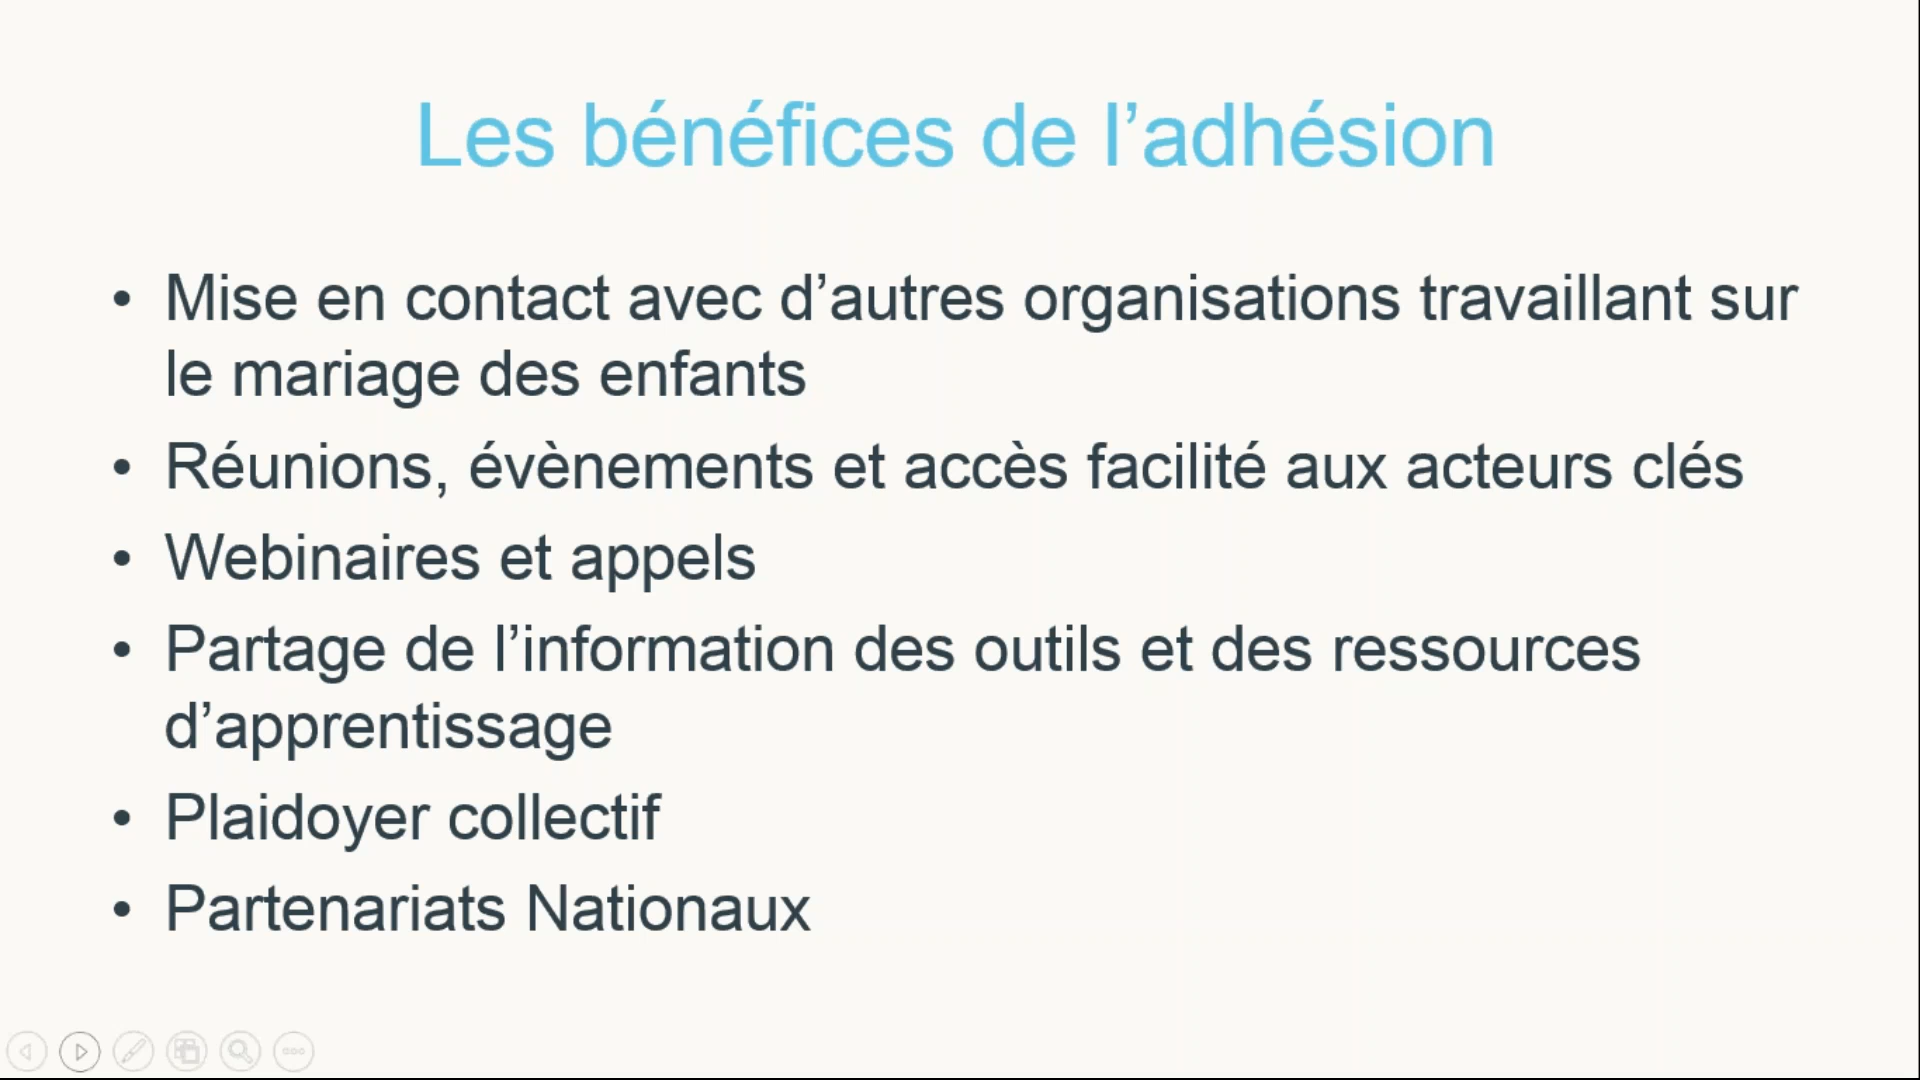 Les bénéfices de l’adhésion
• Mise en contact avec d’autres organisations travaillant sur
le mariage des enfants
• Réunions, évènements et accès facilité aux acteurs clés
• Webinaires et appels
• Partage de l’information des outils et des ressources
d’apprentissage
• Plaidoyer collectif
• Partenariats Nationaux